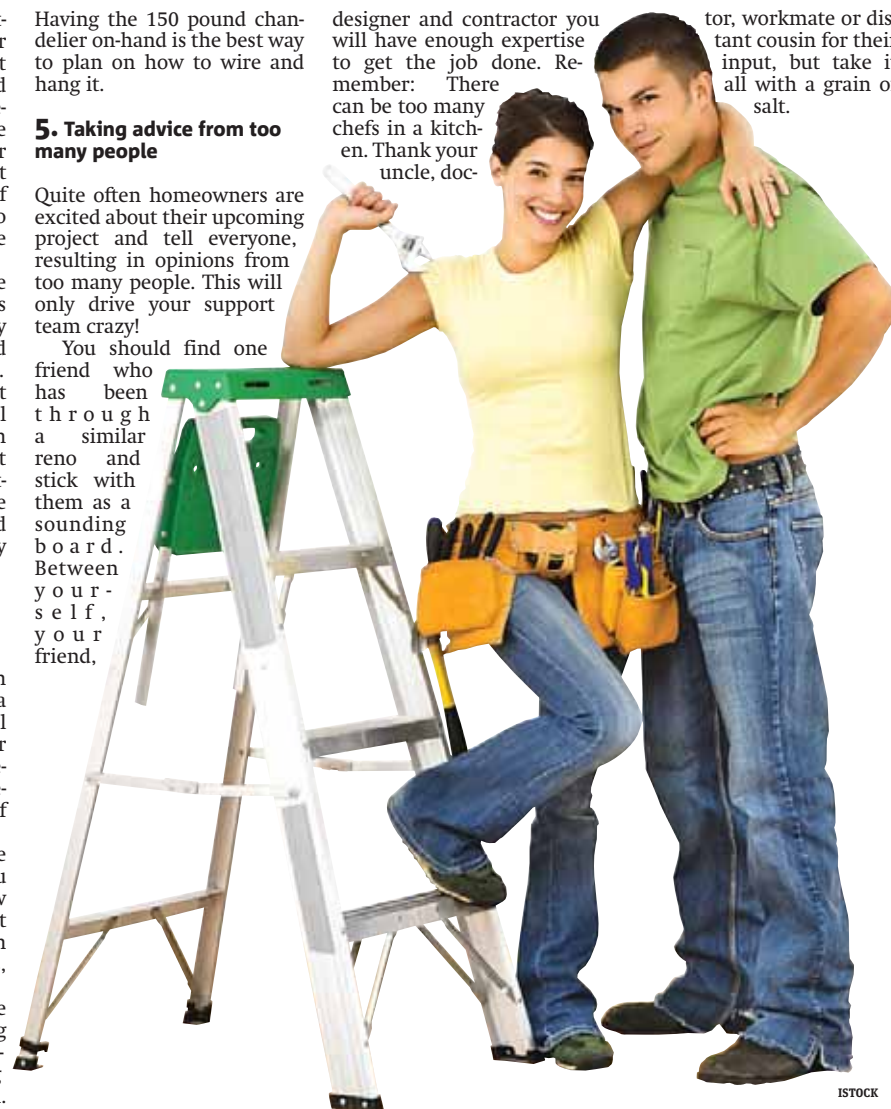 Having the 150 pound chan-
delier on-hand is the best way
to plan on how to wire and
hang it.
5. Taking advice from too
many people
Quite often homeowners are
excited about their upcoming
project and tell everyone,
resulting in opinions from
too many people. This will
only drive your support
team crazy!
You should find one
friend who
has been
through
a similar
reno and
stick with
them as a
sounding
board.
Between
your-
self,
your
friend,
designer and contractor you
will have enough expertise
to get the job done. Re-
member: There
can be too many
chefs in a kitch-
en. Thank your
uncle, doc-
tor, workmate or dis-
tant cousin for their
input, but take it
all with a grain of
salt.
ISTOCK